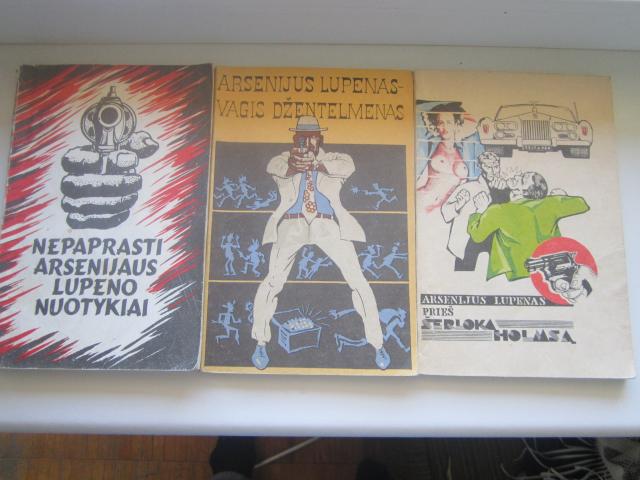 NEPAPRASTI
ARSENIJAUS
LUPENO
NUOTYKIAI
ARSENIJUS LUPENAS-
VAGIS DŽENTELMENAS
ARSENIJUS LUPENAS
PRIEŠ
ŠERLOKĄ
HOLMSĄ